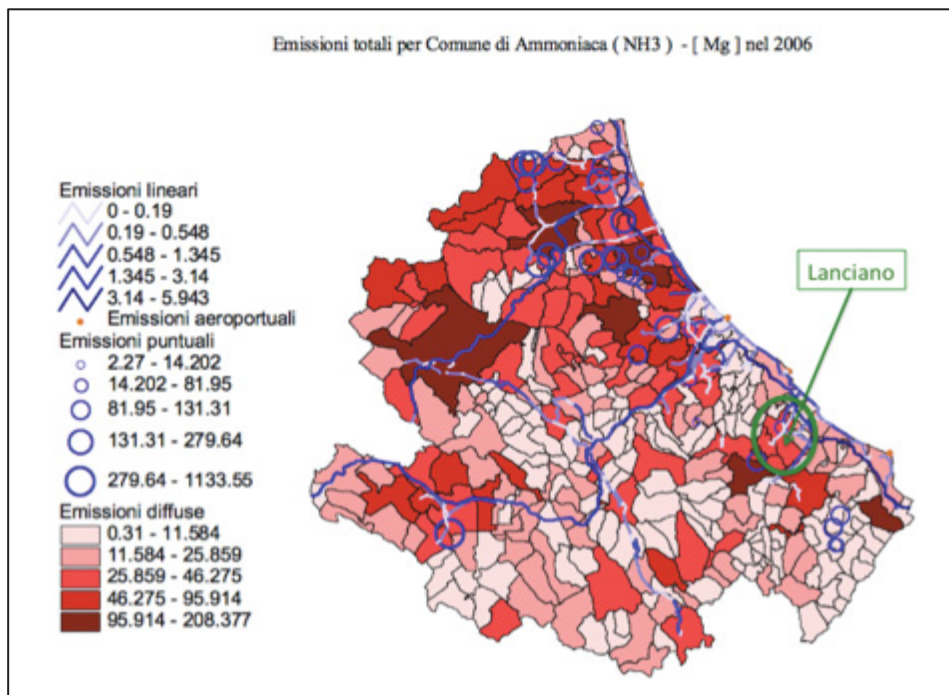 Emissioni totali per Comune di Ammoniaca ( NH3 ) - [ Mg ] nel 2006
Emissioni lineari
0 - 0.19
0.19 - 0.548
0.548 - 1.345
1.345 - 3.14
3.14 - 5.943
Emissioni aeroportuali
Emissioni puntuali
2.27 - 14.202
14.202 - 81.95
81.95 - 131.31
131.31 - 279.64
279.64 - 1133.55
Emissioni diffuse
0.31 - 11.584
11.584 - 25.859
25.859 - 46.275
46.275 - 95.914
95.914 - 208.377
Lanciano